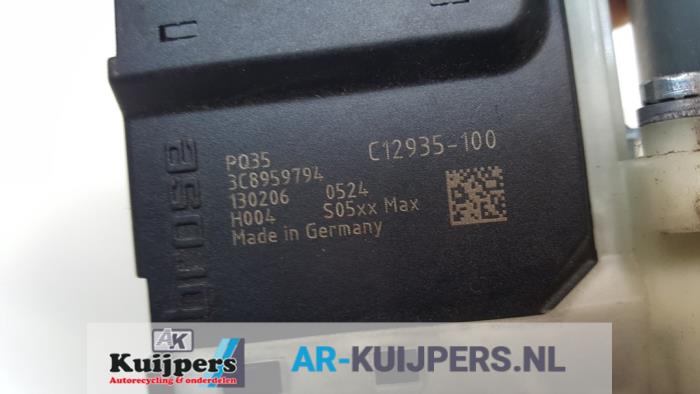 brose
PQ35 C12935-100
3C8959794
130206 0524
H004 S05xx Max
Made in Germany
AK
Kuijpers
Autorecycling & onderdelen
AR-KUIJPERS.NL